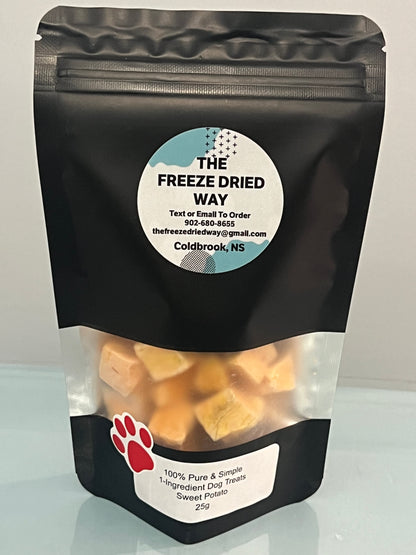 THE
FREEZE DRIED
WAY
Text or Email To Order
902-680-8655
thefreezedriedway@gmail.com
Coldbrook, NS
100% Pure & Simple
1-Ingredient Dog Treats
Sweet Potato
25g